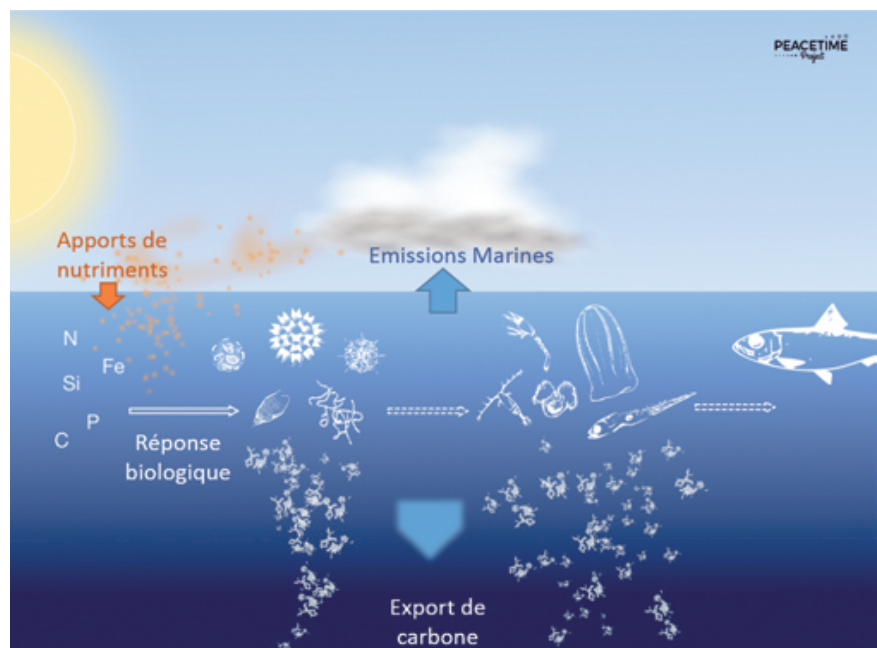 PEACETIME
Project
Apports de
nutriments
Emissions Marines
N
Fe
Si
P
C
Réponse
biologique
Export de
carbone